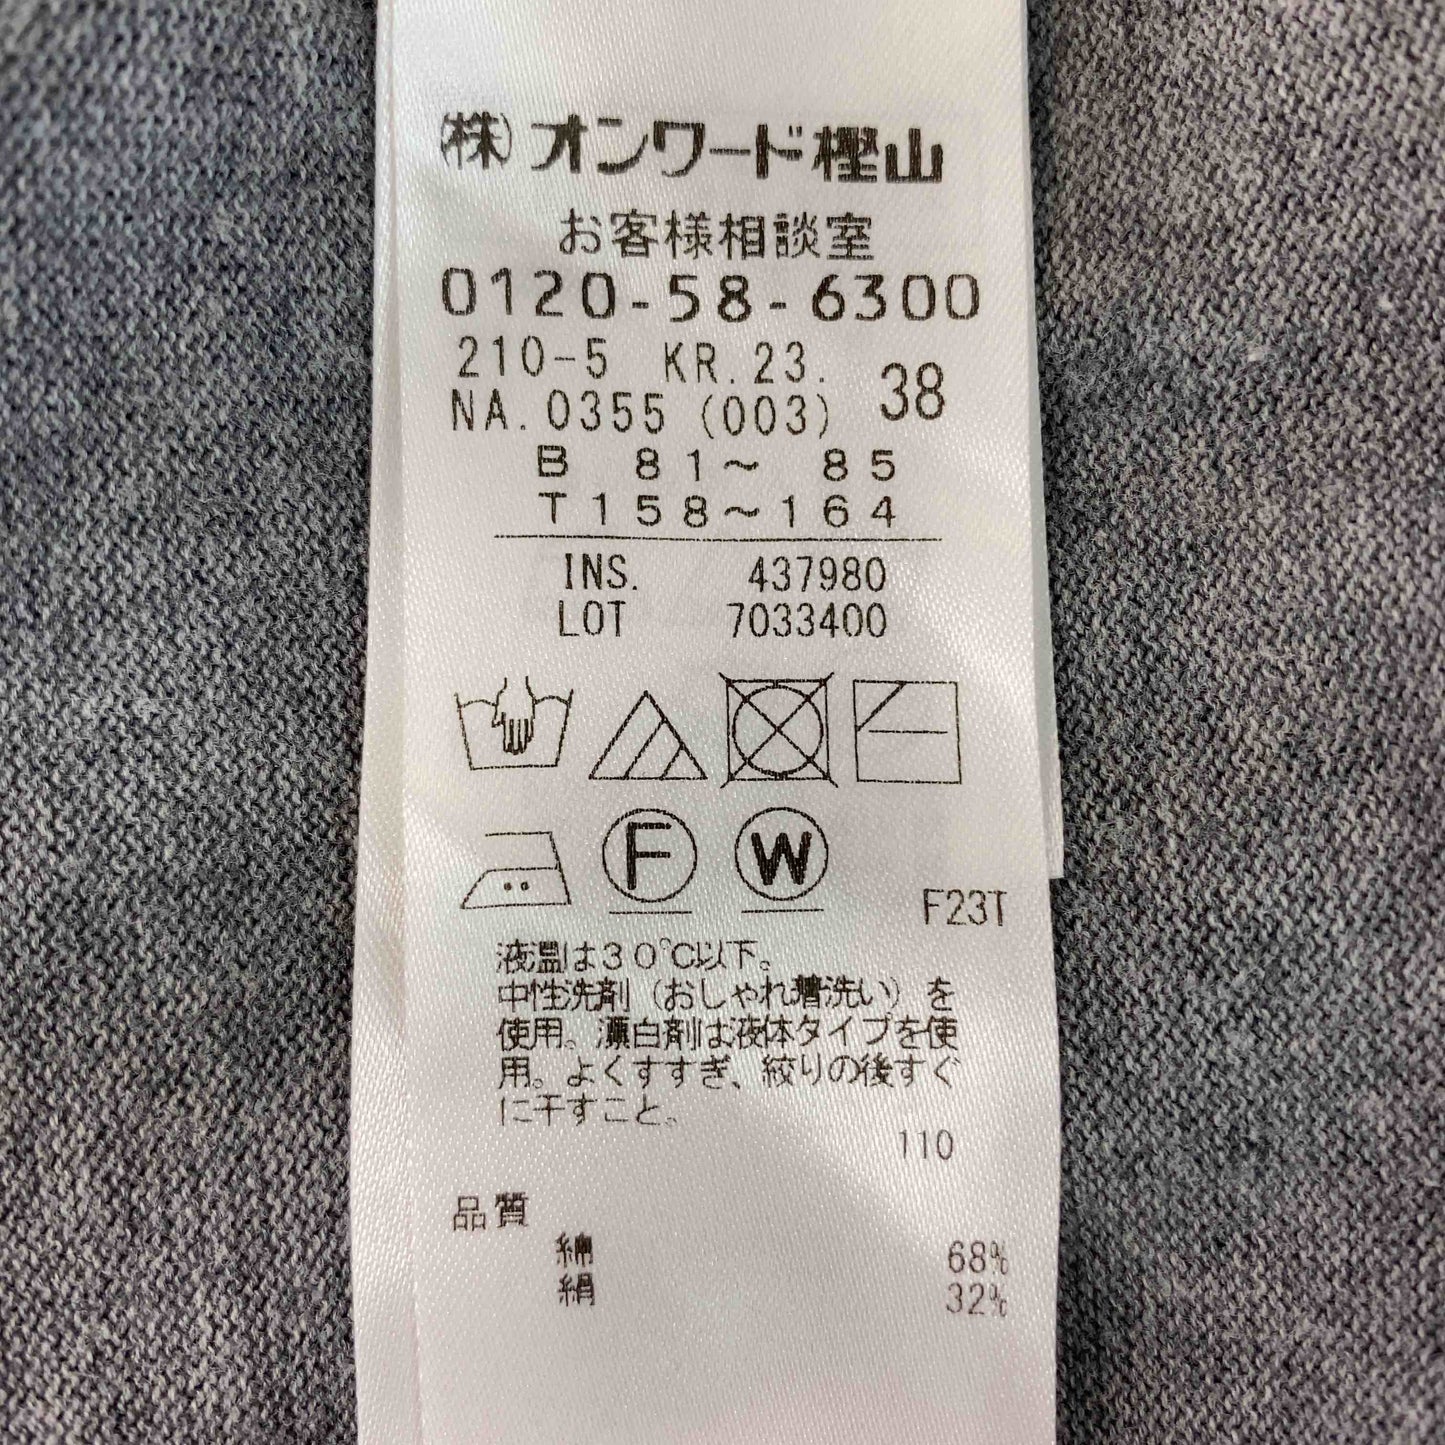 (株)オンワード樫山
お客様相談室
0120-58-6300
210-5 KR.23.
NA.0355(003) 38
B 81〜 85
T158〜164
INS. 437980
LOT 7033400
F W
F23T
液温は30℃以下。
中性洗剤(おしゃれ着洗い)を
使用。漂白剤は液体タイプを使
用。よくすすぎ、絞りの後すぐ
に干すこと。
110
品質
綿 68%
絹 32%